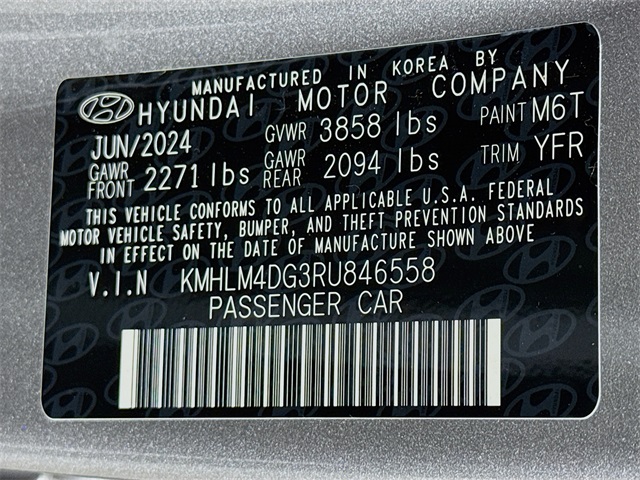 MANUFACTURED IN KOREA BY
HYUNDAI MOTOR COMPANY
JUN/2024 GVWR 3858 lbs PAINT M6T
GAWR FRONT 2271 lbs GAWR REAR 2094 lbs TRIM YFR
THIS VEHICLE CONFORMS TO ALL APPLICABLE U.S.A. FEDERAL
MOTOR VEHICLE SAFETY, BUMPER, AND THEFT PREVENTION STANDARDS
IN EFFECT ON THE DATE OF MANUFACTURE SHOWN ABOVE
V.I.N KMHLM4DG3RU846558
PASSENGER CAR